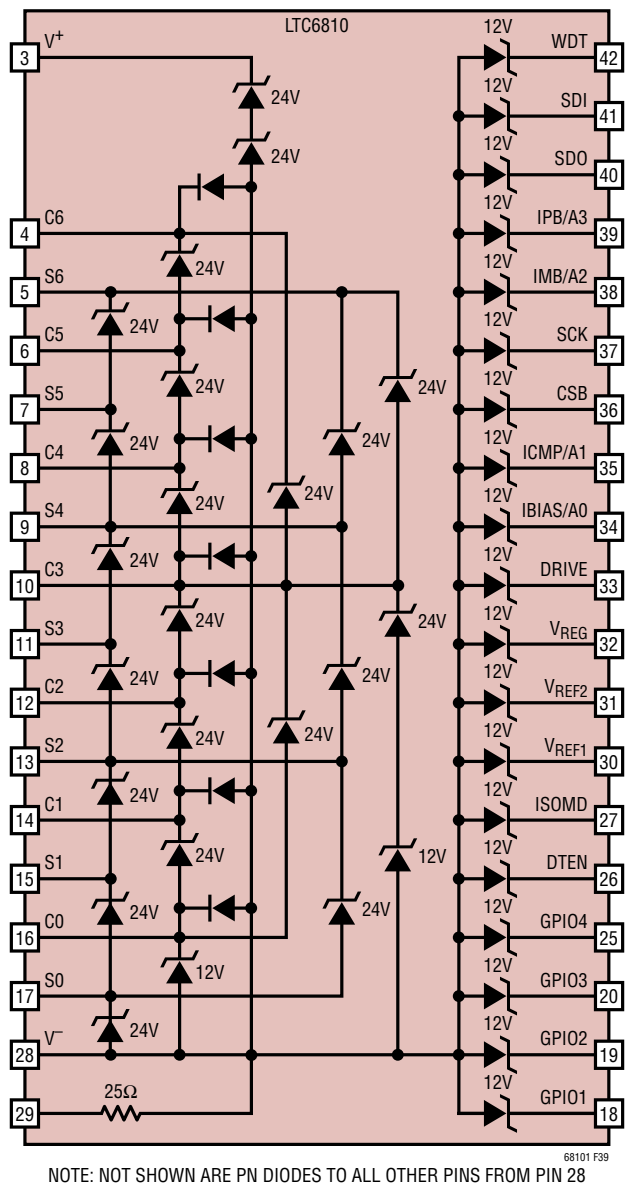 LTC6810
3 V+
24V
24V
4 C6
24V
5 S6
24V
6 C5
24V
24V
7 S5
24V
24V
8 C4
24V
24V
9 S4
24V
10 C3
24V
24V
11 S3
24V
24V
12 C2
24V
24V
13 S2
24V
14 C1
24V
12V
15 S1
24V
24V
16 C0
12V
17 S0
24V
28 V–
25Ω
29
12V WDT 42
12V SDI 41
12V SDO 40
12V IPB/A3 39
12V IMB/A2 38
12V SCK 37
12V CSB 36
12V ICMP/A1 35
12V IBIAS/A0 34
12V DRIVE 33
12V VREG 32
12V VREF2 31
12V VREF1 30
12V ISOMD 27
12V DTEN 26
12V GPIO4 25
12V GPIO3 20
12V GPIO2 19
12V GPIO1 18
68101 F39
NOTE: NOT SHOWN ARE PN DIODES TO ALL OTHER PINS FROM PIN 28